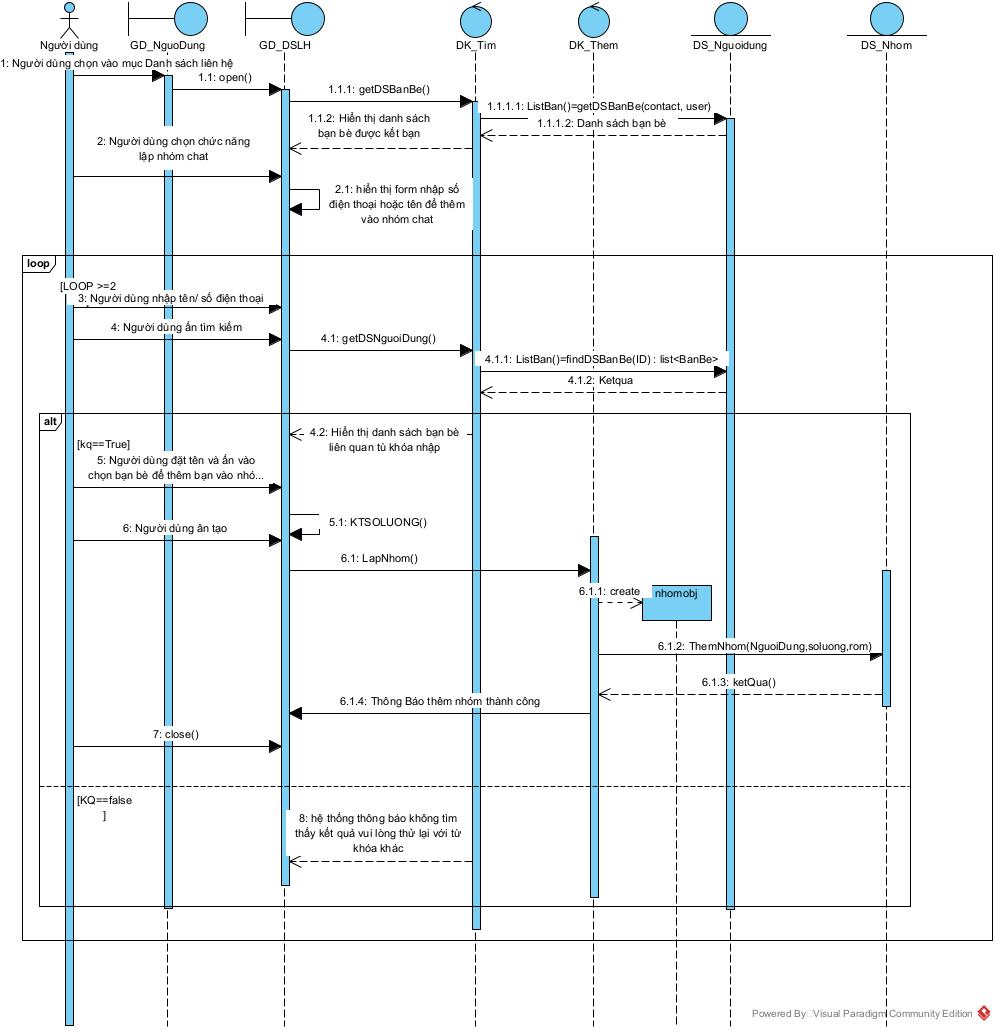 Người dùng
GD_NguoDung
GD_DSLH
DK_Tim
DK_Them
DS_Nguoidung
DS_Nhom
1: Người dùng chọn vào mục Danh sách liên hệ
1.1: open()
1.1.1: getDSBanBe()
1.1.1.1: ListBan()=getDSBanBe(contact, user)
1.1.1.2: Danh sách bạn bè
1.1.2: Hiển thị danh sách
bạn bè được kết bạn
2: Người dùng chọn chức năng
lập nhóm chat
2.1: hiển thị form nhập số
điện thoại hoặc tên để thêm
vào nhóm chat
loop
[LOOP >=2
3: Người dùng nhập tên/ số điện thoại
4: Người dùng ấn tìm kiếm
4.1: getDSNguoiDung()
4.1.1: ListBan()=findDSBanBe(ID) : list<BanBe>
4.1.2: Ketqua
alt
4.2: Hiển thị danh sách bạn bè
liên quan tù khóa nhập
[kq==True]
5: Người dùng đặt tên và ấn vào
chọn bạn bè để thêm bạn vào nhó...
5.1: KTSOLUONG()
6: Người dùng ân tạo
6.1: LapNhom()
6.1.1: create
nhomobj
6.1.2: ThemNhom(NguoiDung,soluong,rom)
6.1.3: ketQua()
6.1.4: Thông Báo thêm nhóm thành công
7: close()
[KQ==false
]
8: hệ thống thông báo không tìm
thấy kết quả vui lòng thử lại với từ
khóa khác
Powered By Visual Paradigm Community Edition